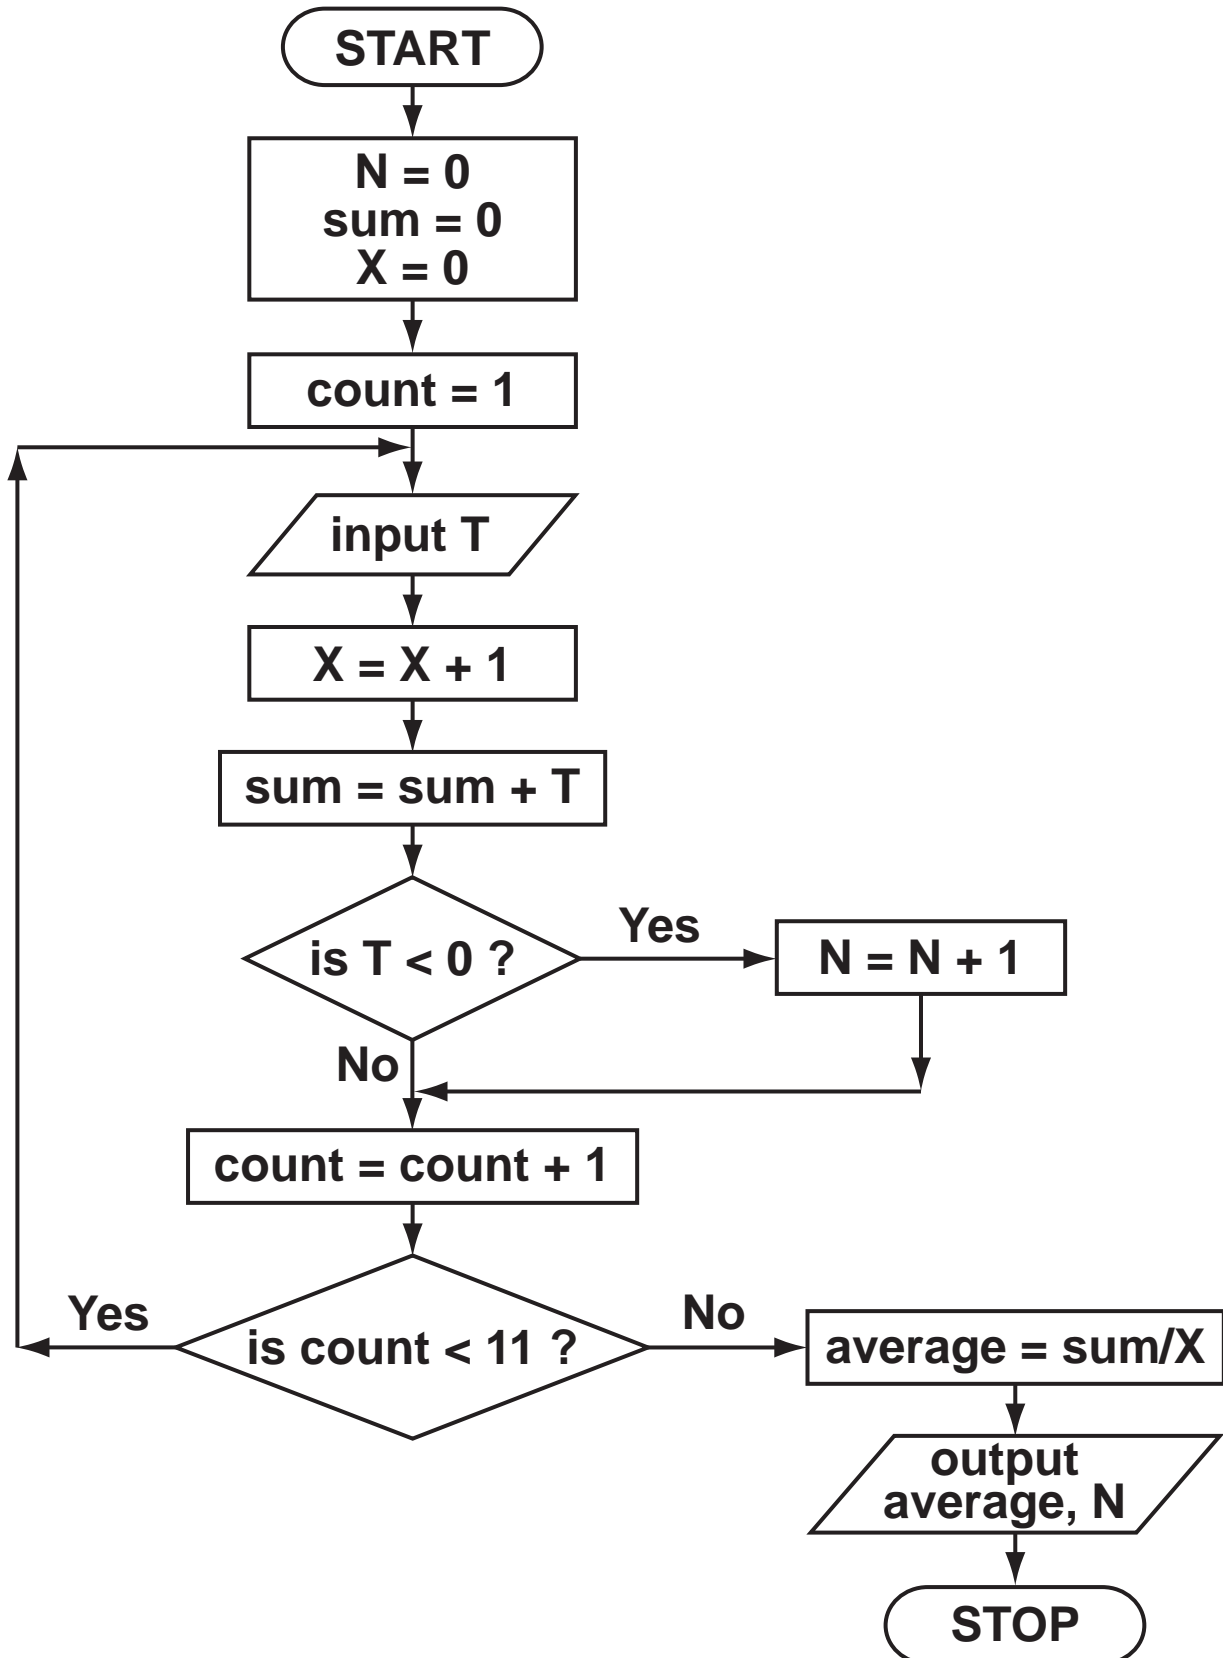 START
N = 0
sum = 0
X = 0
count = 1
input T
X = X + 1
sum = sum + T
is T < 0 ?
Yes
N = N + 1
No
count = count + 1
is count < 11 ?
Yes
No
average = sum/X
output
average, N
STOP